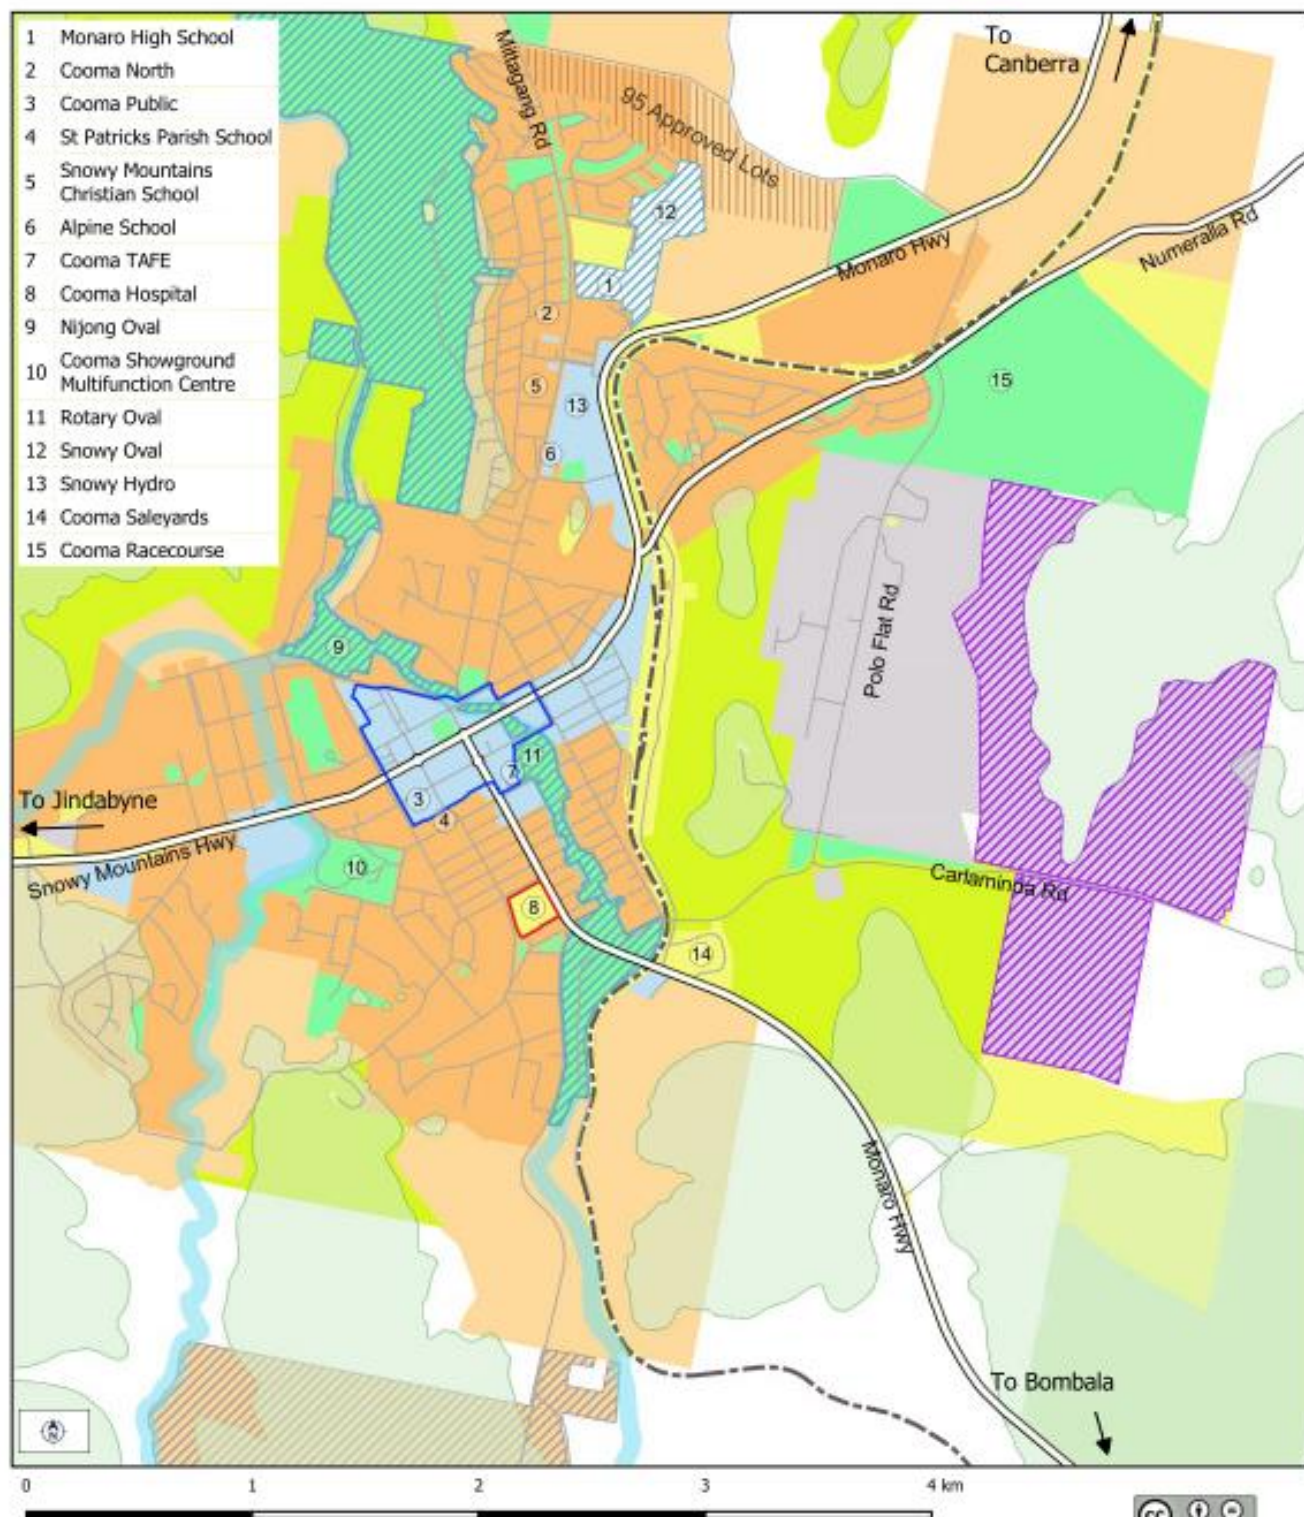 1 Monaro High School
2 Cooma North
3 Cooma Public
4 St Patricks Parish School
5 Snowy Mountains
Christian School
6 Alpine School
7 Cooma TAFE
8 Cooma Hospital
9 Nijong Oval
10 Cooma Showground
Multifunction Centre
11 Rotary Oval
12 Snowy Oval
13 Snowy Hydro
14 Cooma Saleyards
15 Cooma Racecourse
Mittagang Rd
95 Approved Lots
To
Canberra
Monaro Hwy
Numeralla Rd
12
1
2
15
5
13
6
Polo Flat Rd
9
11
7
3
4
To Jindabyne
Snowy Mountains Hwy
10
Carlaminda Rd
8
14
Monaro Hwy
To Bombala
N
0 1 2 3 4 km
cc